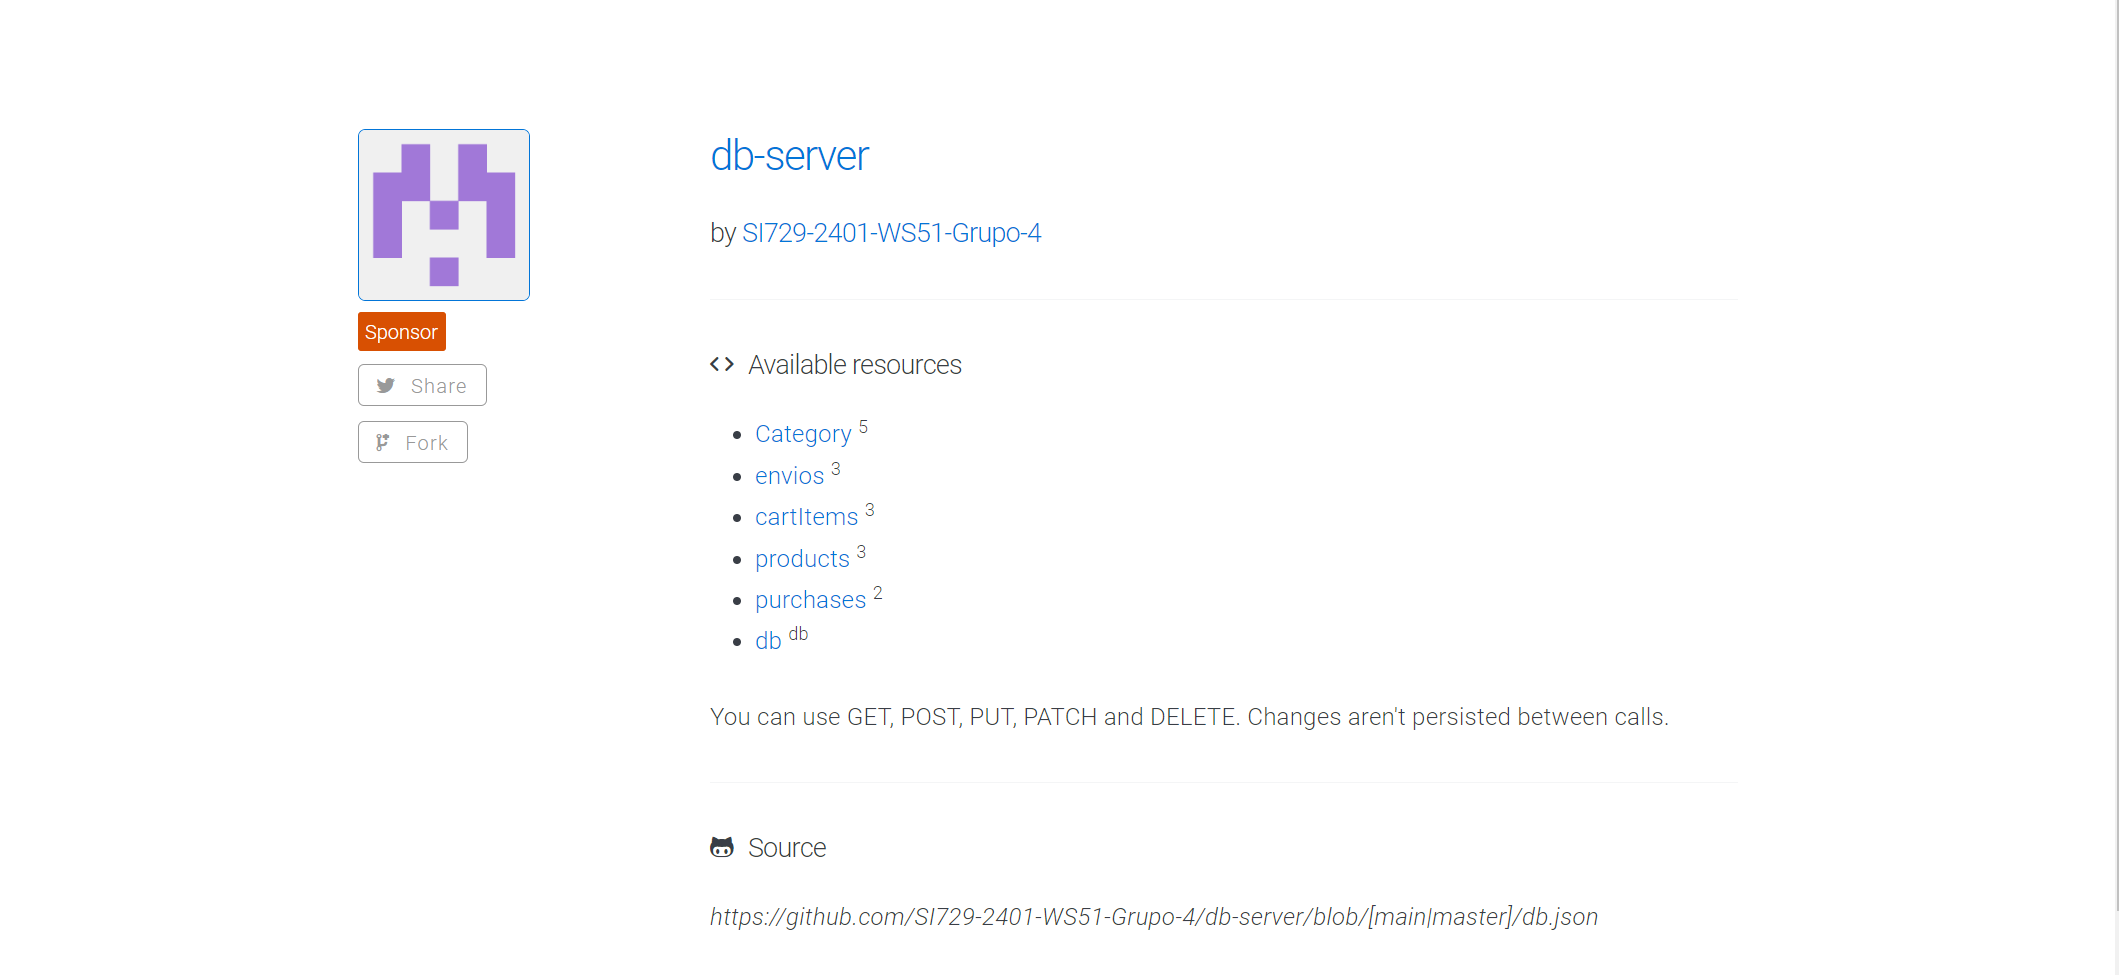 db-server
by SI729-2401-WS51-Grupo-4
Sponsor
Share
Fork
Available resources
Category 5
envios 3
cartItems 3
products 3
purchases 2
db db
You can use GET, POST, PUT, PATCH and DELETE. Changes aren't persisted between calls.
Source
https://github.com/SI729-2401-WS51-Grupo-4/db-server/blob/[main|master]/db.json